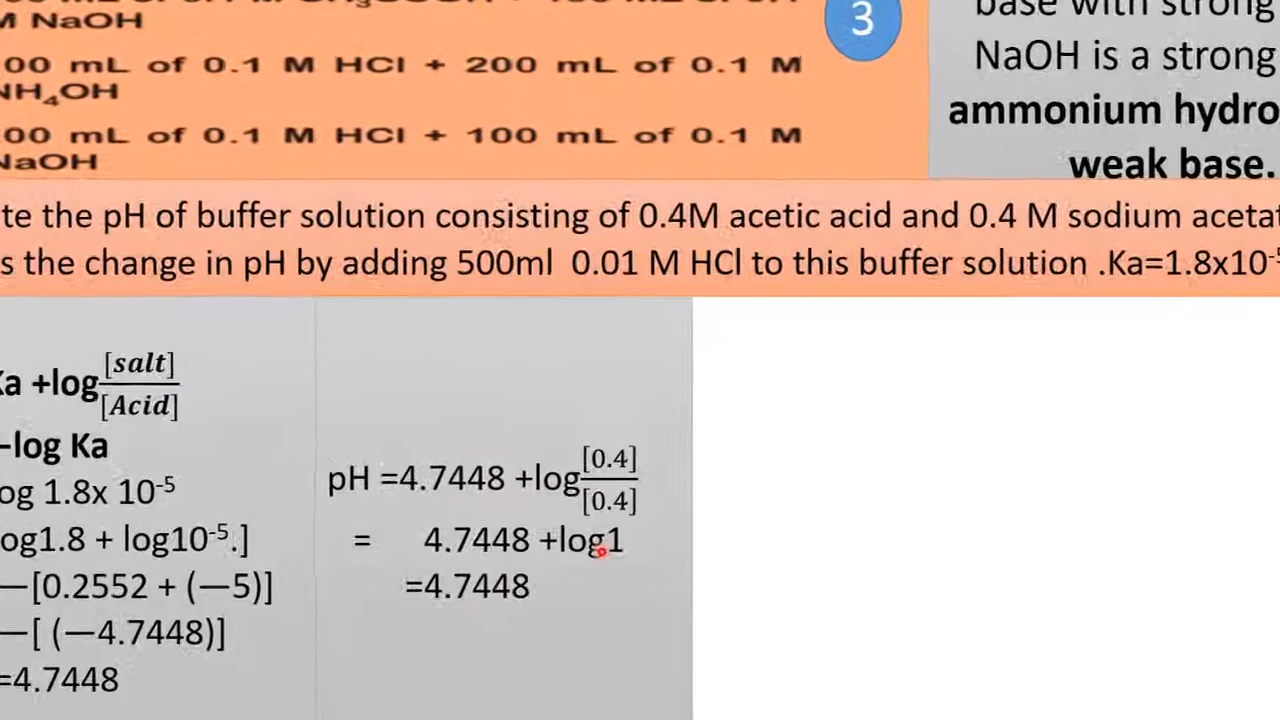 M NaOH
00 mL of 0.1 M HCl + 200 mL of 0.1 M
NH₄OH
00 mL of 0.1 M HCl + 100 mL of 0.1 M
NaOH
3
base with strong
NaOH is a strong
ammonium hydro
weak base.
te the pH of buffer solution consisting of 0.4M acetic acid and 0.4 M sodium acetat
s the change in pH by adding 500ml 0.01 M HCl to this buffer solution .Ka=1.8x10⁻⁵
Ka +log[salt]/[Acid]
–log Ka
og 1.8x 10⁻⁵
og1.8 + log10⁻⁵.]
—[0.2552 + (—5)]
—[ (—4.7448)]
=4.7448
pH =4.7448 +log[0.4]/[0.4]
= 4.7448 +log1
=4.7448